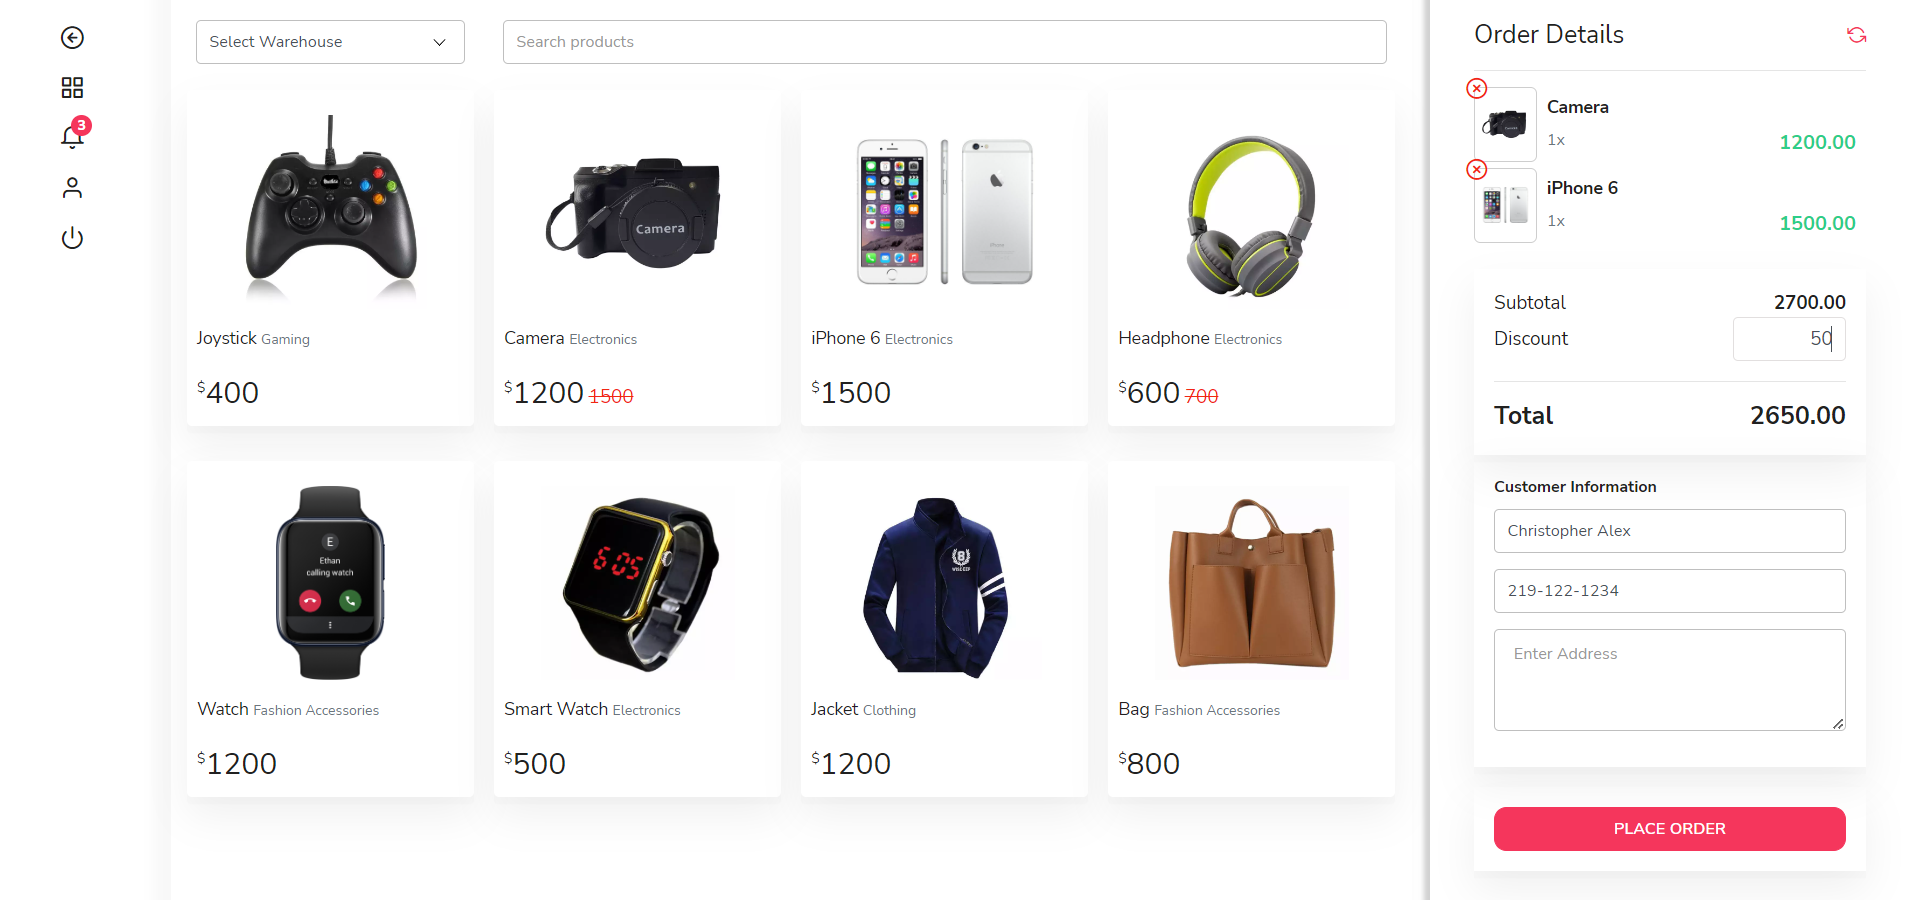 Select Warehouse
Search products
3
Camera
Joystick Gaming
$400
Camera Electronics
$1200 1500
iPhone 6 Electronics
$1500
Headphone Electronics
$600 700
E
Ethan
calling watch
6:05
8
Watch Fashion Accessories
$1200
Smart Watch Electronics
$500
Jacket Clothing
$1200
Bag Fashion Accessories
$800
Order Details
Camera
1x
1200.00
iPhone 6
1x
1500.00
Subtotal 2700.00
Discount 50
Total 2650.00
Customer Information
Christopher Alex
219-122-1234
Enter Address
PLACE ORDER